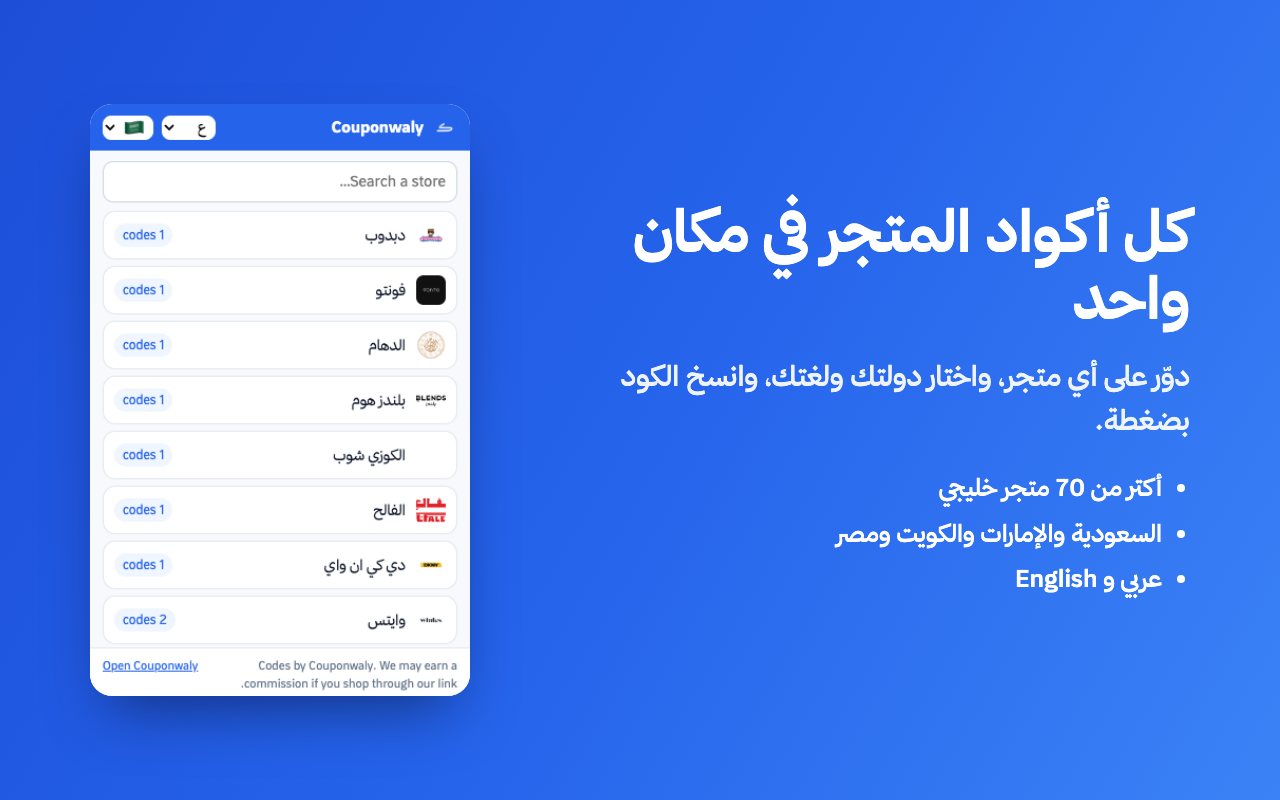 كل أكواد المتجر في مكان
واحد
دوّر على أي متجر، واختار دولتك ولغتك، وانسخ الكود
بضغطة.
• أكتر من 70 متجر خليجي
• السعودية والإمارات والكويت ومصر
• عربي و English
Couponwaly
ع
...Search a store
دبدوب
codes 1
فونتو
codes 1
الدهام
codes 1
بلندز هوم
BLENDS
codes 1
الكوزي شوب
codes 1
الفالح
codes 1
دي كي ان واي
DKNY
codes 1
وايتس
codes 2
Codes by Couponwaly. We may earn a
.commission if you shop through our link
Open Couponwaly